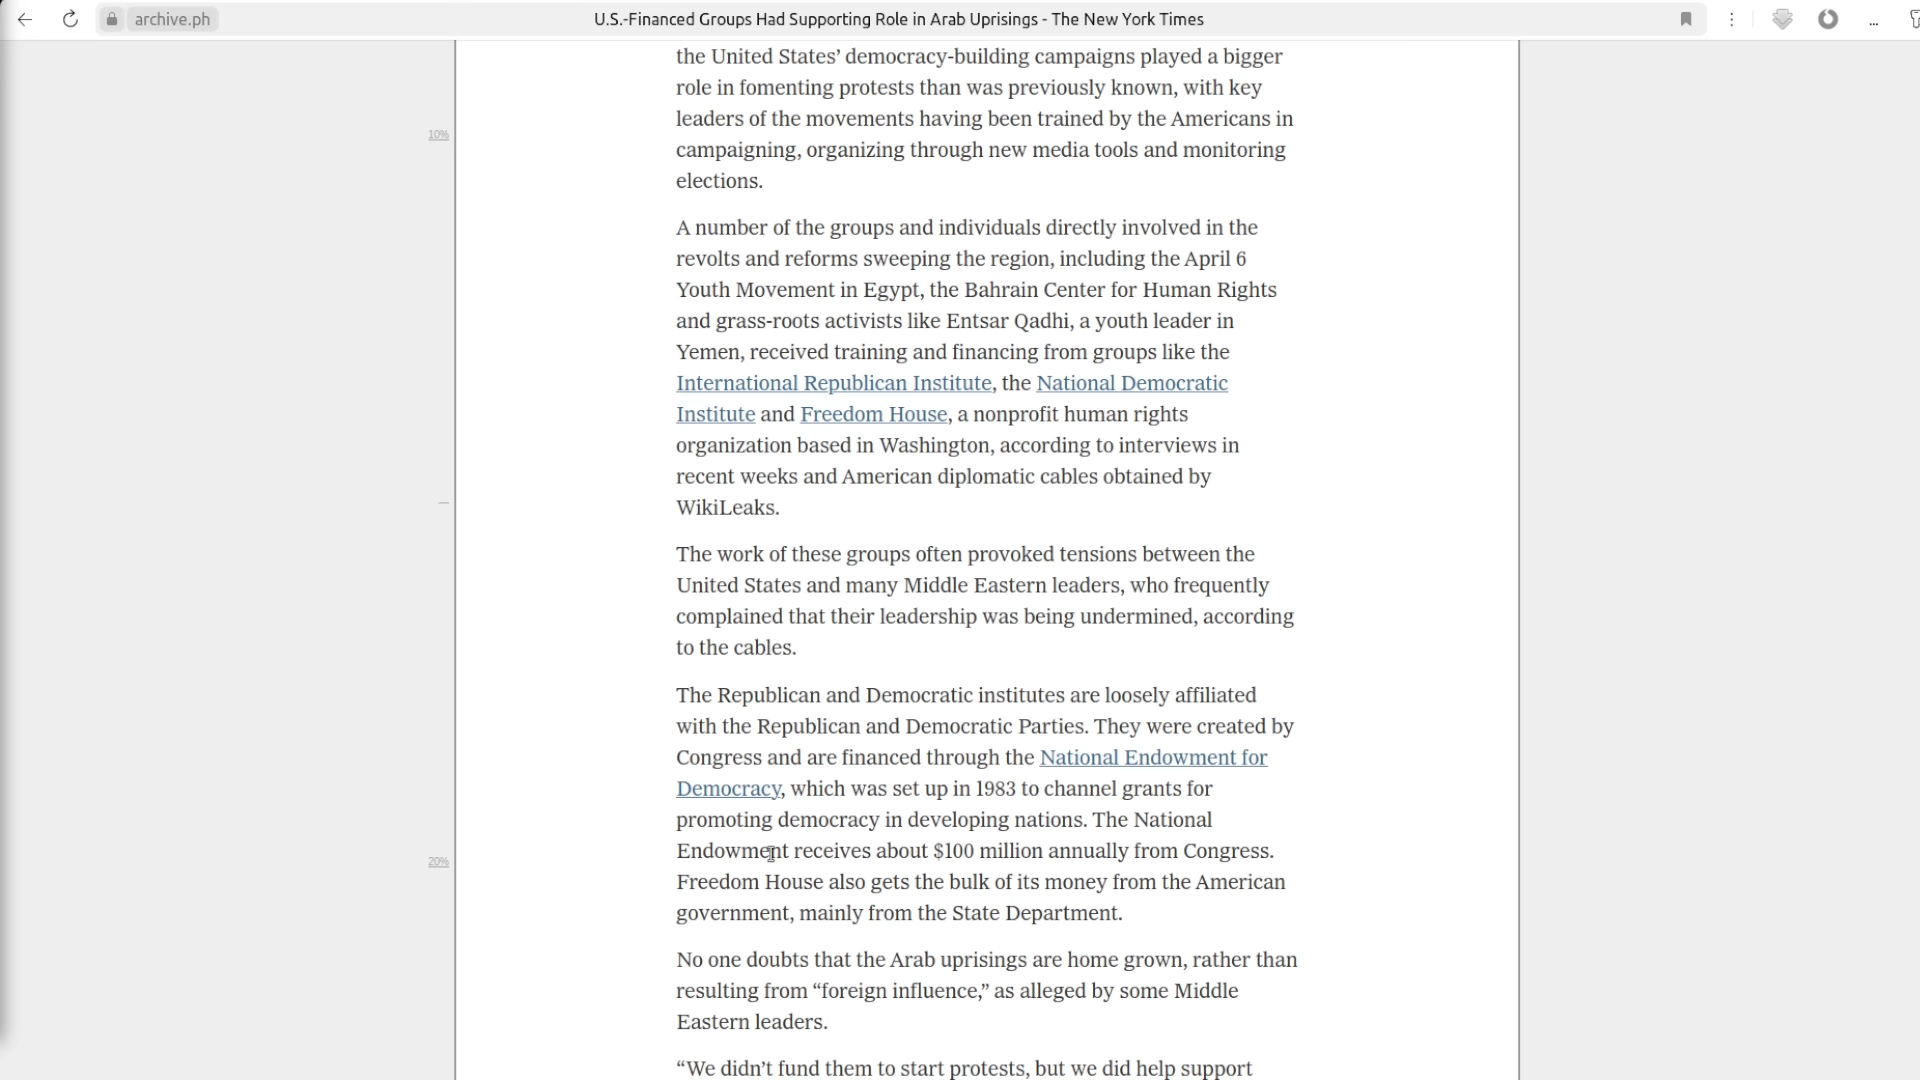 archive.ph
U.S.-Financed Groups Had Supporting Role in Arab Uprisings - The New York Times
...
the United States’ democracy-building campaigns played a bigger
role in fomenting protests than was previously known, with key
leaders of the movements having been trained by the Americans in
campaigning, organizing through new media tools and monitoring
elections.
10%
A number of the groups and individuals directly involved in the
revolts and reforms sweeping the region, including the April 6
Youth Movement in Egypt, the Bahrain Center for Human Rights
and grass-roots activists like Entsar Qadhi, a youth leader in
Yemen, received training and financing from groups like the
International Republican Institute, the National Democratic
Institute and Freedom House, a nonprofit human rights
organization based in Washington, according to interviews in
recent weeks and American diplomatic cables obtained by
WikiLeaks.
The work of these groups often provoked tensions between the
United States and many Middle Eastern leaders, who frequently
complained that their leadership was being undermined, according
to the cables.
The Republican and Democratic institutes are loosely affiliated
with the Republican and Democratic Parties. They were created by
Congress and are financed through the National Endowment for
Democracy, which was set up in 1983 to channel grants for
promoting democracy in developing nations. The National
Endowment receives about $100 million annually from Congress.
20%
Freedom House also gets the bulk of its money from the American
government, mainly from the State Department.
No one doubts that the Arab uprisings are home grown, rather than
resulting from “foreign influence,” as alleged by some Middle
Eastern leaders.
“We didn’t fund them to start protests, but we did help support